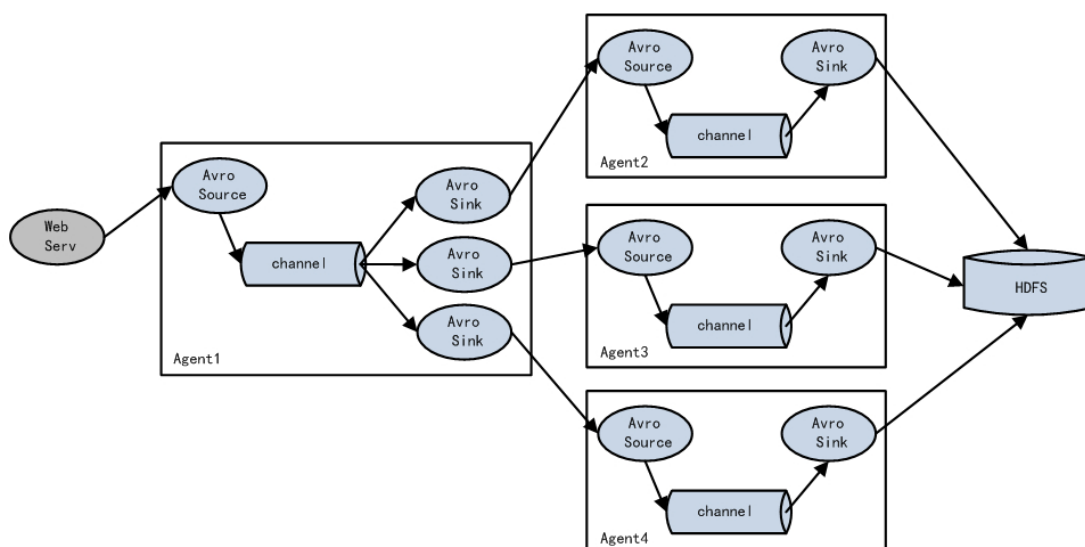 Web
Serv
Avro
Source
channel
Avro
Sink
Avro
Sink
Avro
Sink
Agent1
Avro
Source
channel
Avro
Sink
Agent2
Avro
Source
channel
Avro
Sink
Agent3
Avro
Source
channel
Avro
Sink
Agent4
HDFS